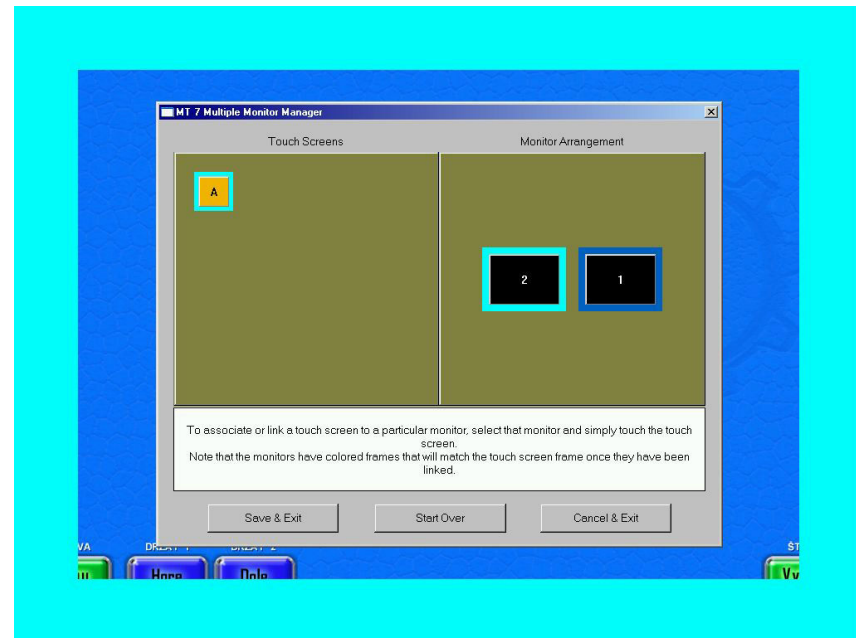 MT 7 Multiple Monitor Manager
Touch Screens
Monitor Arrangement
A
2
1
To associate or link a touch screen to a particular monitor, select that monitor and simply touch the touch
screen.
Note that the monitors have colored frames that will match the touch screen frame once they have been
linked.
Save & Exit
Start Over
Cancel & Exit
Hore
Dole